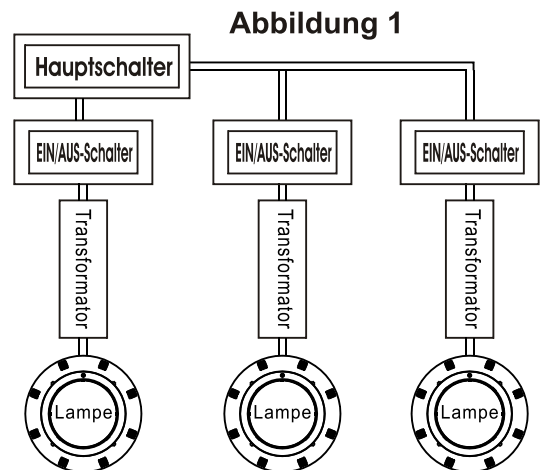 Abbildung 1
Hauptschalter
EIN/AUS-Schalter
EIN/AUS-Schalter
EIN/AUS-Schalter
Transformator
Transformator
Transformator
Lampe
Lampe
Lampe